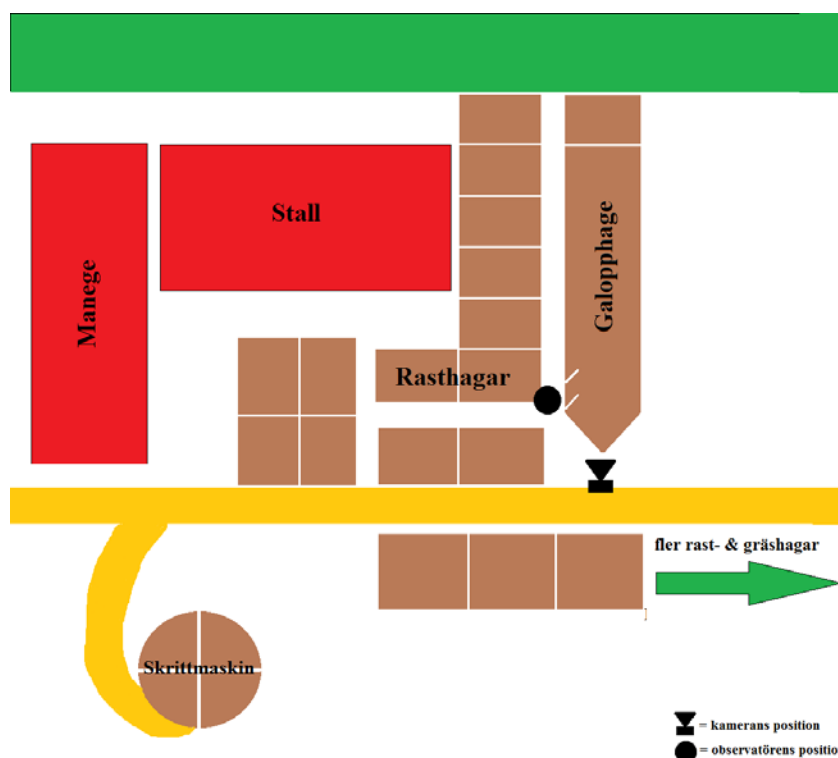 Stall
Manege
Galopphage
Rasthagar
fler rast- & gräshagar
Skrittmaskin
= kamerans position
= observatörens positio